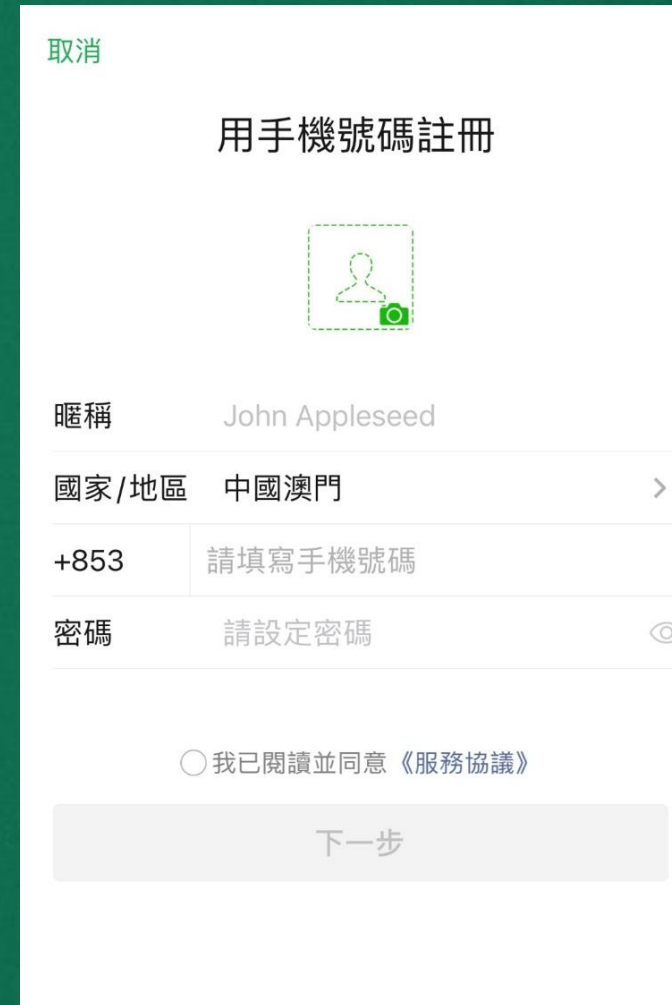 取消
用手機號碼註冊
暱稱 John Appleseed
國家/地區 中國澳門
+853 請填寫手機號碼
密碼 請設定密碼
我已閱讀並同意《服務協議》
下一步